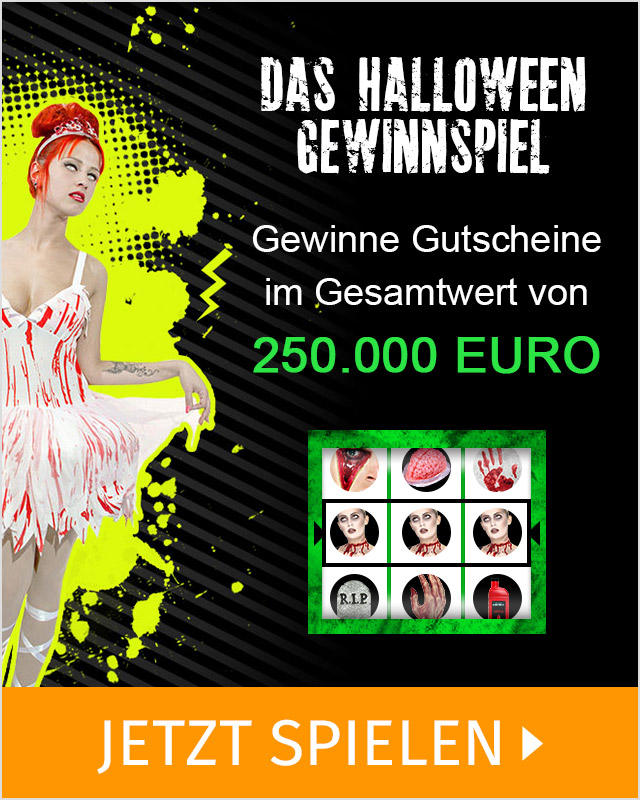 DAS HALLOWEEN
GEWINNSPIEL
Gewinne Gutscheine
im Gesamtwert von
250.000 EURO
R.I.P.
JETZT SPIELEN